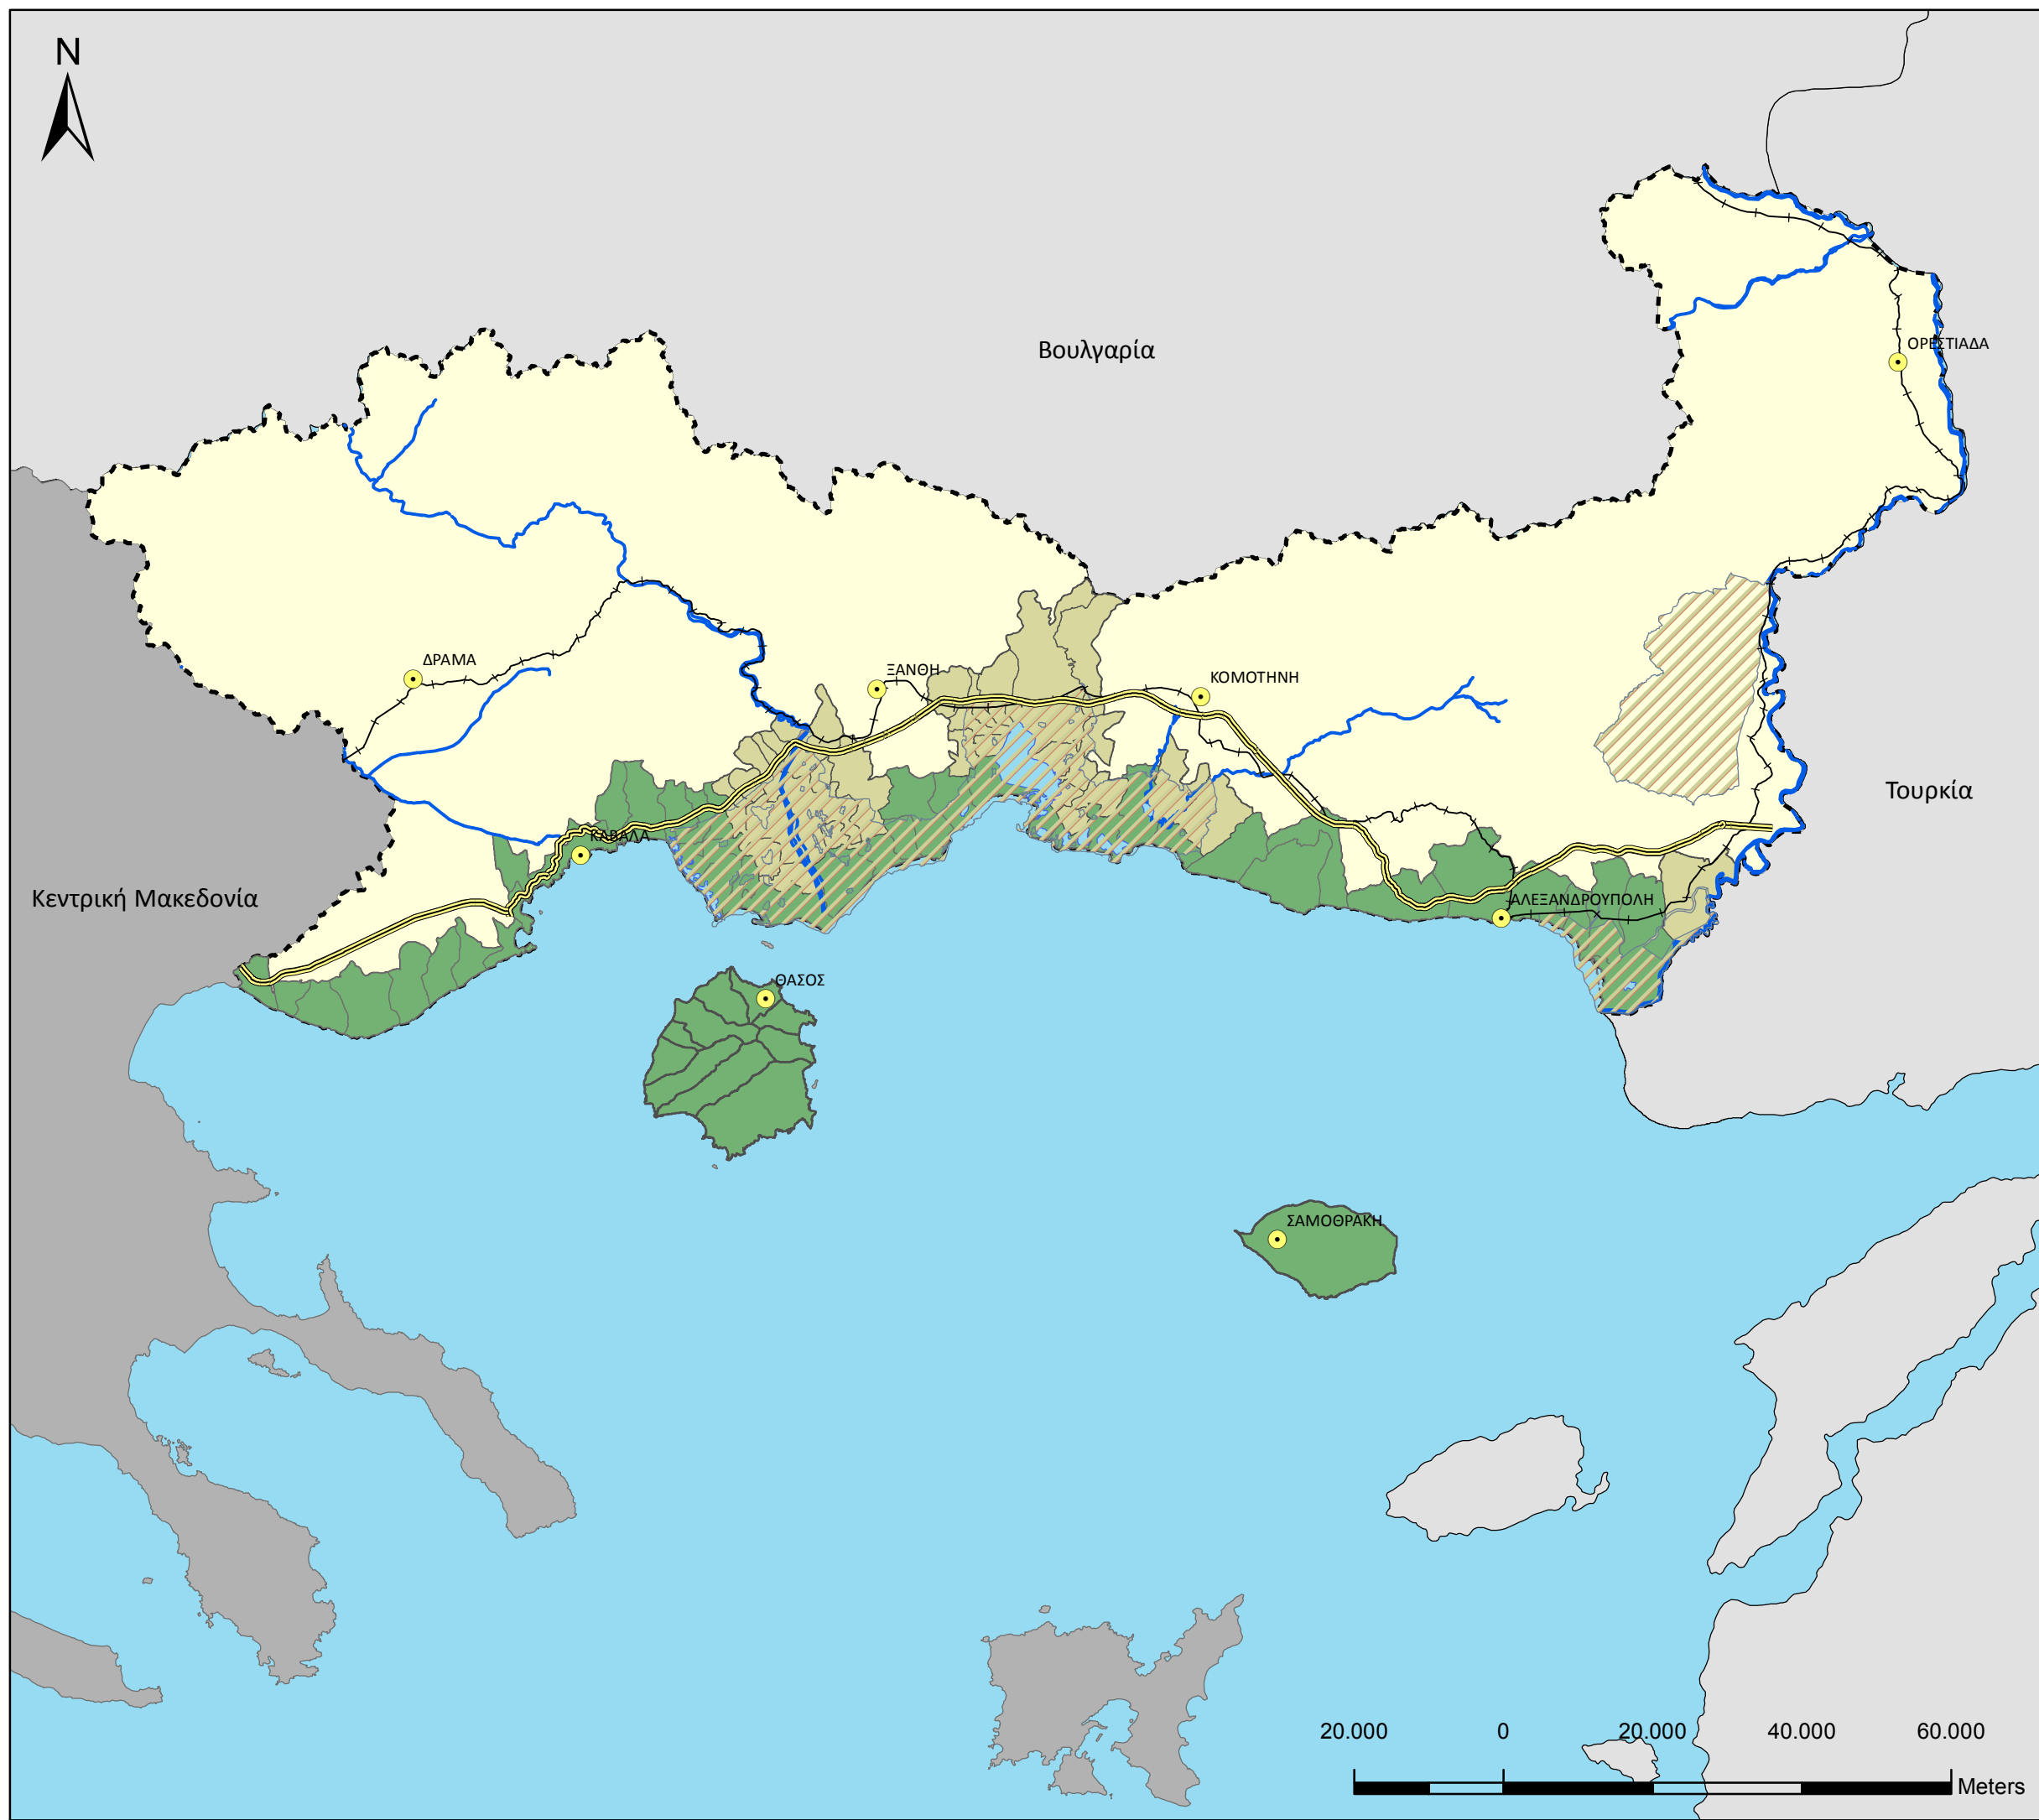 N
Βουλγαρία
ΟΡΕΣΤΙΑΔΑ
ΔΡΑΜΑ
ΞΑΝΘΗ
ΚΟΜΟΤΗΝΗ
Τουρκία
ΚΑΒΑΛΑ
Κεντρική Μακεδονία
ΑΛΕΞΑΝΔΡΟΥΠΟΛΗ
ΘΑΣΟΣ
ΣΑΜΟΘΡΑΚΗ
20.000 0 20.000 40.000 60.000
Meters